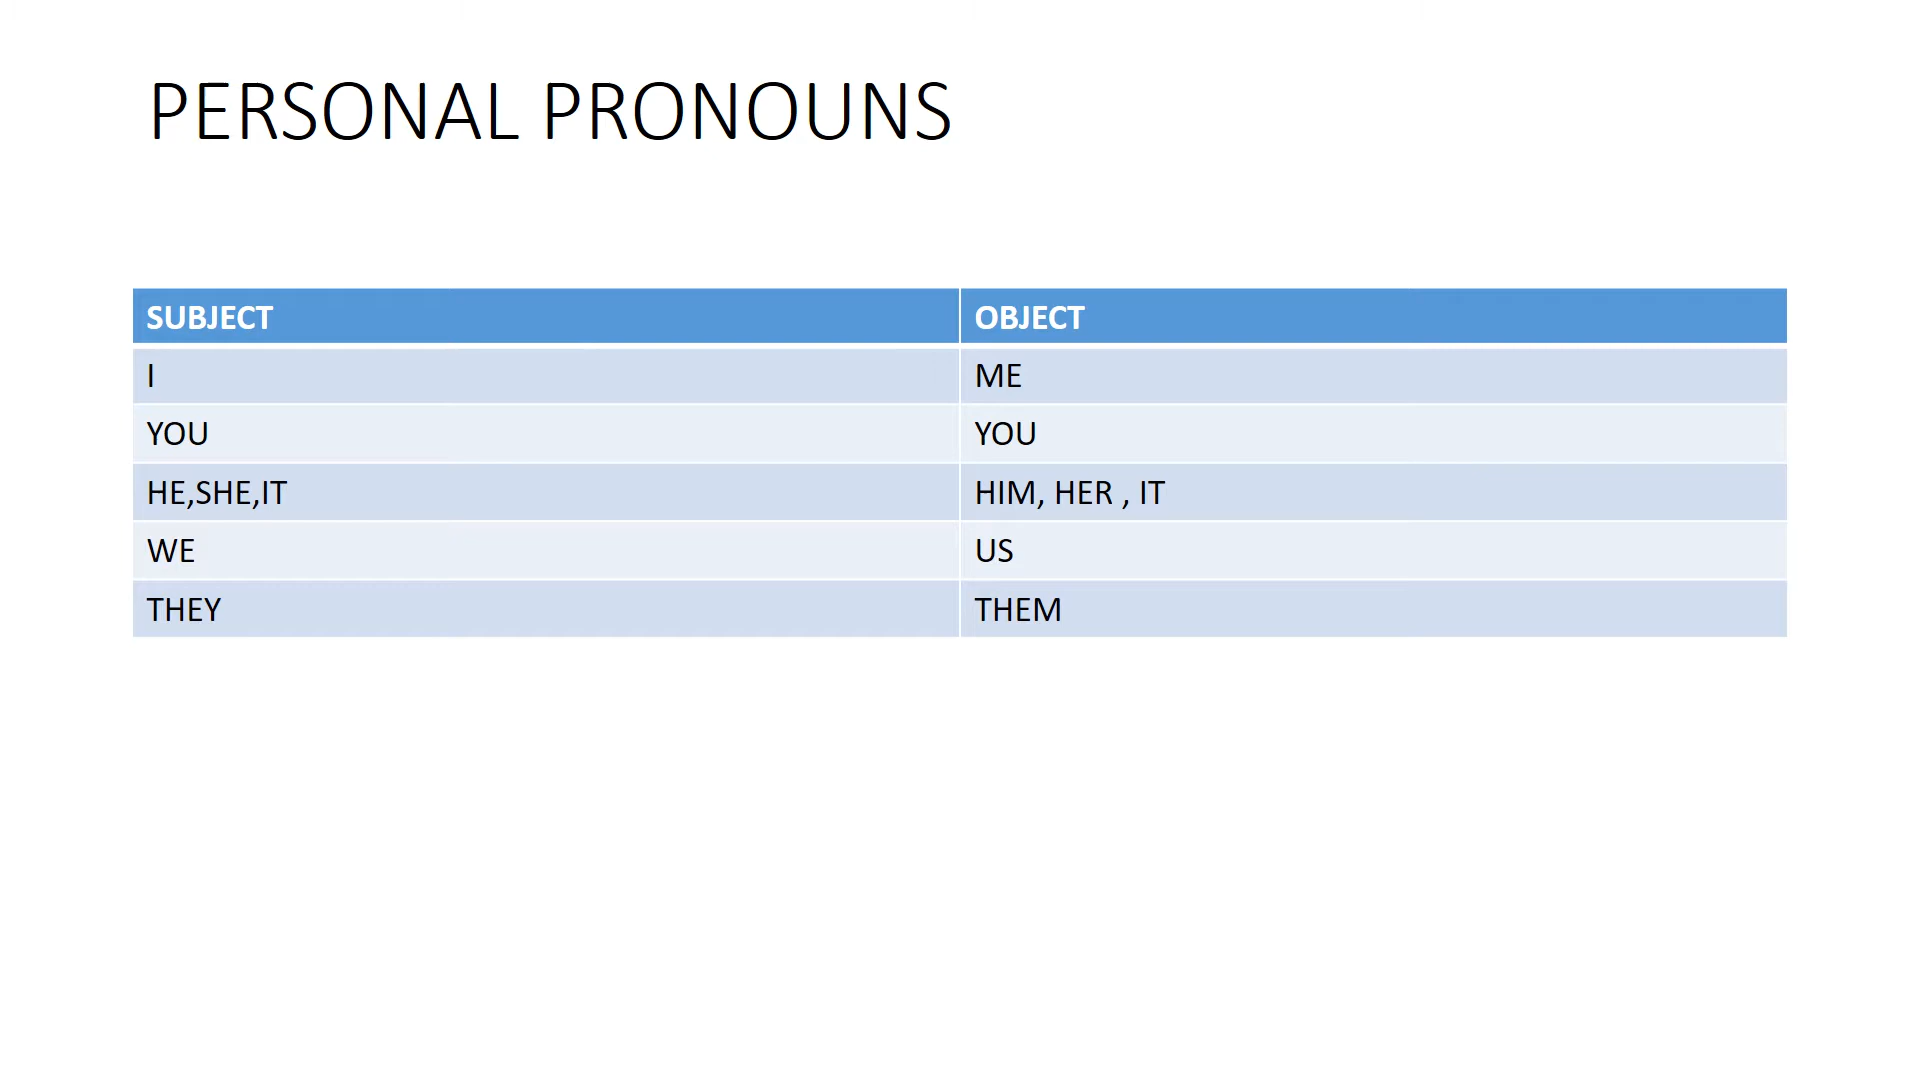 PERSONAL PRONOUNS
SUBJECT OBJECT
I ME
YOU YOU
HE,SHE,IT HIM, HER , IT
WE US
THEY THEM